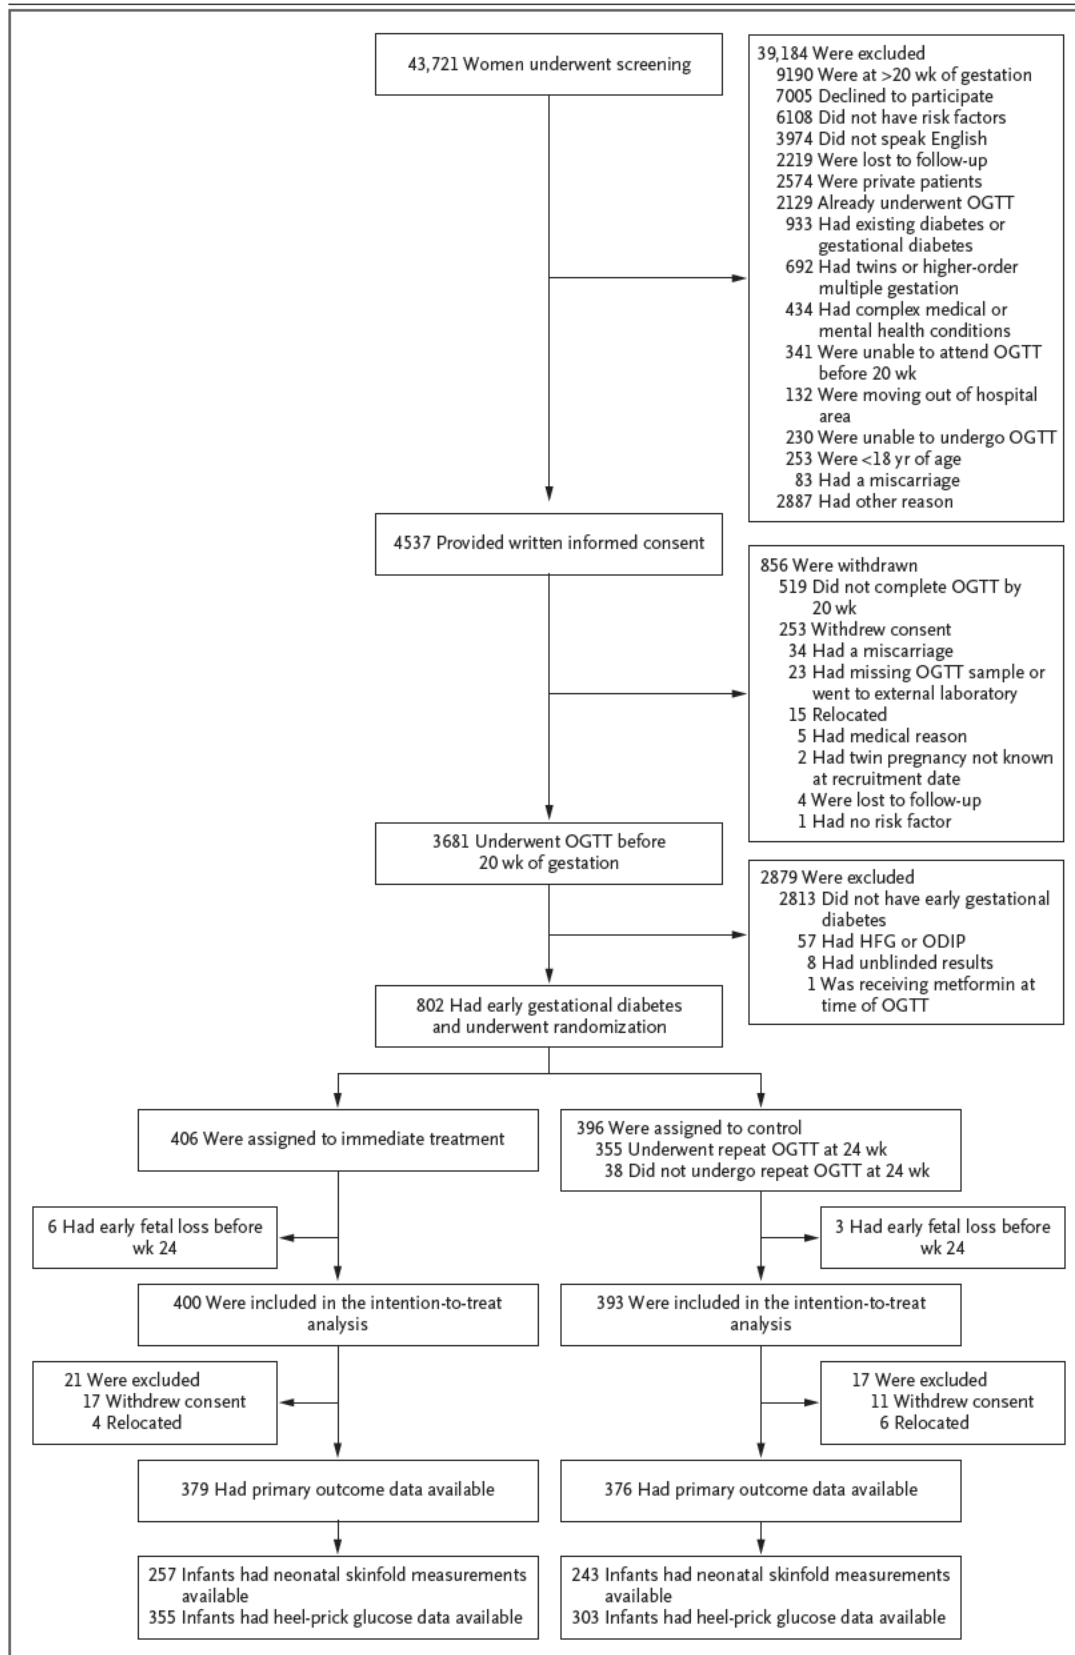 43,721 Women underwent screening
39,184 Were excluded
9190 Were at >20 wk of gestation
7005 Declined to participate
6108 Did not have risk factors
3974 Did not speak English
2219 Were lost to follow-up
2574 Were private patients
2129 Already underwent OGTT
933 Had existing diabetes or
gestational diabetes
692 Had twins or higher-order
multiple gestation
434 Had complex medical or
mental health conditions
341 Were unable to attend OGTT
before 20 wk
132 Were moving out of hospital
area
230 Were unable to undergo OGTT
253 Were <18 yr of age
83 Had a miscarriage
2887 Had other reason
4537 Provided written informed consent
856 Were withdrawn
519 Did not complete OGTT by
20 wk
253 Withdrew consent
34 Had a miscarriage
23 Had missing OGTT sample or
went to external laboratory
15 Relocated
5 Had medical reason
2 Had twin pregnancy not known
at recruitment date
4 Were lost to follow-up
1 Had no risk factor
3681 Underwent OGTT before
20 wk of gestation
2879 Were excluded
2813 Did not have early gestational
diabetes
57 Had HFG or ODIP
8 Had unblinded results
1 Was receiving metformin at
time of OGTT
802 Had early gestational diabetes
and underwent randomization
406 Were assigned to immediate treatment
396 Were assigned to control
355 Underwent repeat OGTT at 24 wk
38 Did not undergo repeat OGTT at 24 wk
6 Had early fetal loss before
wk 24
3 Had early fetal loss before
wk 24
400 Were included in the intention-to-treat
analysis
393 Were included in the intention-to-treat
analysis
21 Were excluded
17 Withdrew consent
4 Relocated
17 Were excluded
11 Withdrew consent
6 Relocated
379 Had primary outcome data available
376 Had primary outcome data available
257 Infants had neonatal skinfold measurements
available
355 Infants had heel-prick glucose data available
243 Infants had neonatal skinfold measurements
available
303 Infants had heel-prick glucose data available